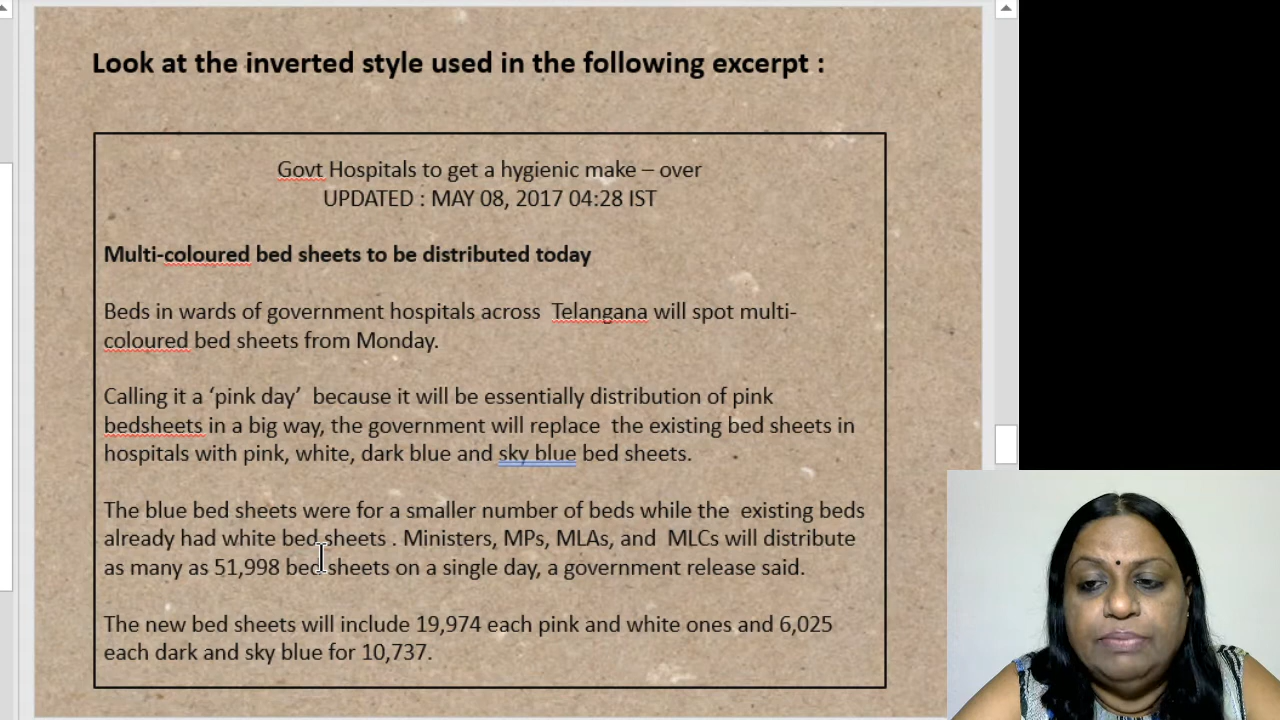 Look at the inverted style used in the following excerpt :
Govt Hospitals to get a hygienic make – over
UPDATED : MAY 08, 2017 04:28 IST
Multi-coloured bed sheets to be distributed today
Beds in wards of government hospitals across Telangana will spot multi-
coloured bed sheets from Monday.
Calling it a ‘pink day’ because it will be essentially distribution of pink
bedsheets in a big way, the government will replace the existing bed sheets in
hospitals with pink, white, dark blue and sky blue bed sheets.
The blue bed sheets were for a smaller number of beds while the existing beds
already had white bed sheets . Ministers, MPs, MLAs, and MLCs will distribute
as many as 51,998 bed sheets on a single day, a government release said.
The new bed sheets will include 19,974 each pink and white ones and 6,025
each dark and sky blue for 10,737.